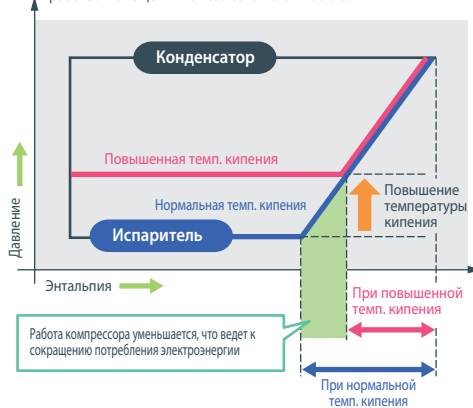 Конденсатор
Повышенная темп. кипения
Нормальная темп. кипения
Испаритель
Повышение
температуры
кипения
Давление
Энтальпия
При повышенной
темп. кипения
Работа компрессора уменьшается, что ведет к
сокращению потребления электроэнергии
При нормальной
темп. кипения